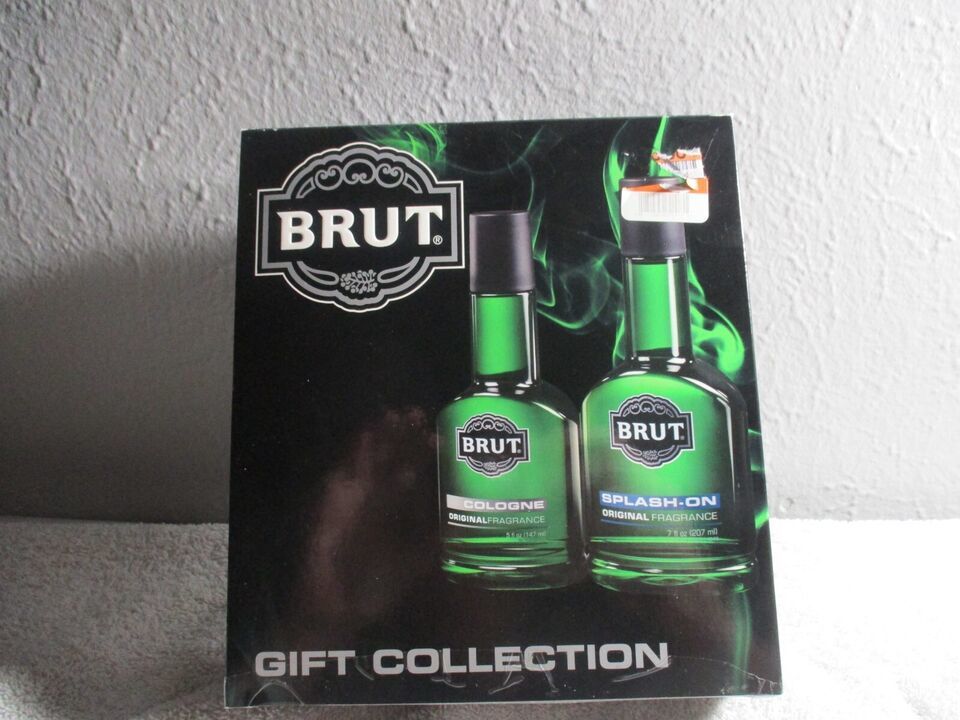 BRUT®
BRUT
COLOGNE
ORIGINAL FRAGRANCE
5 fl oz (147 ml)
BRUT
SPLASH-ON
ORIGINAL FRAGRANCE
7 fl oz (207 ml)
GIFT COLLECTION